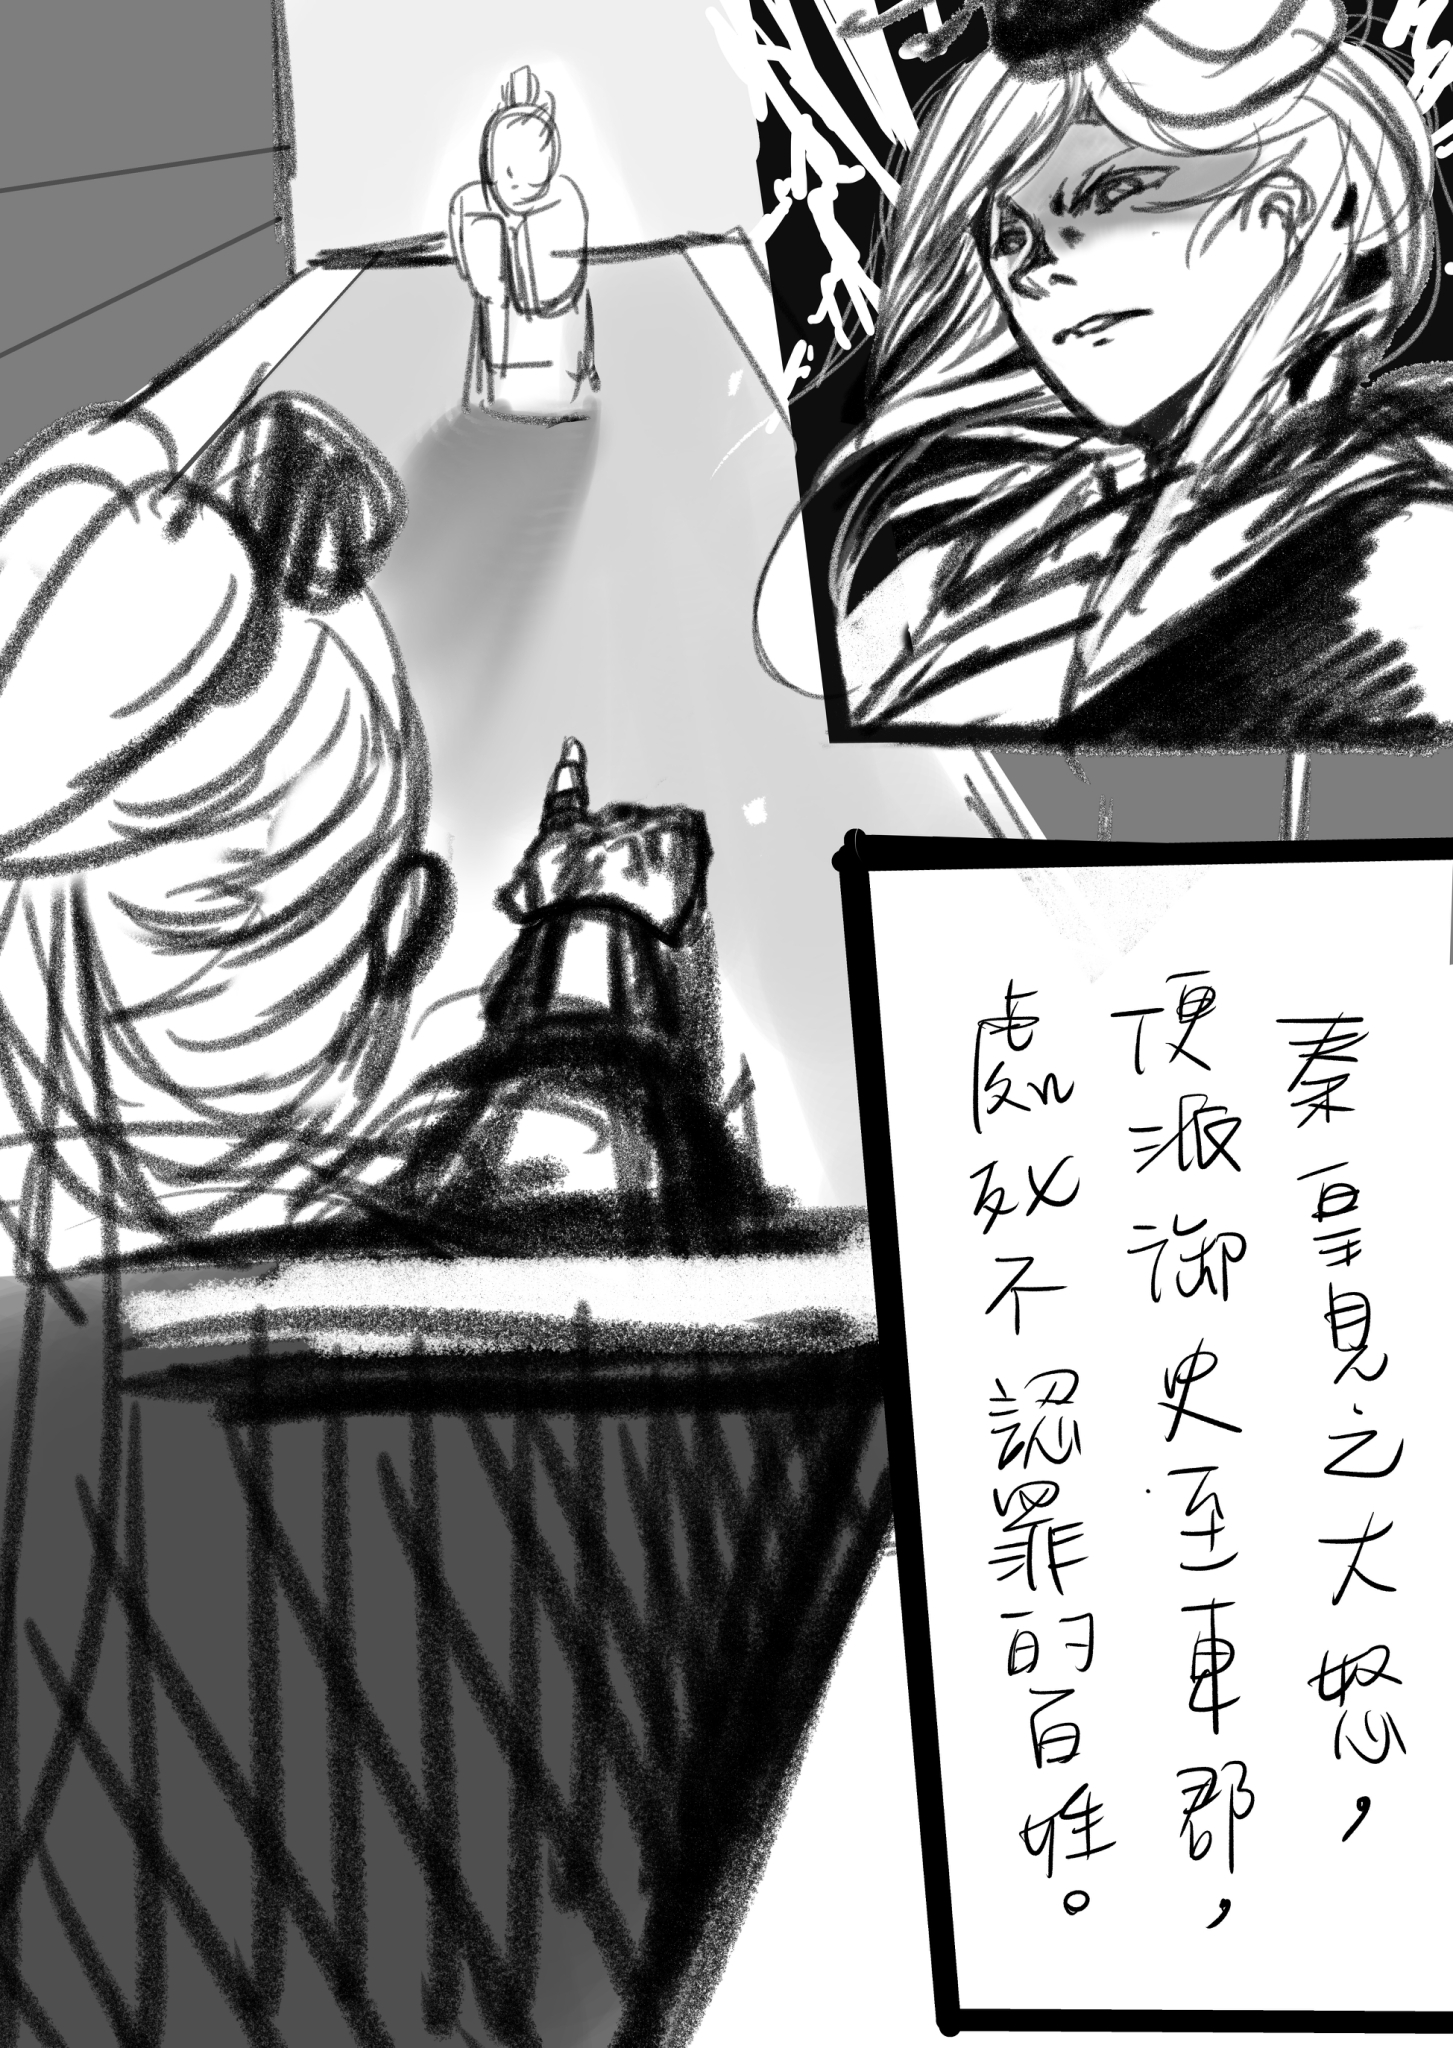 秦皇見之大怒，
便派御史至車郡，
處死不認罪的百姓。